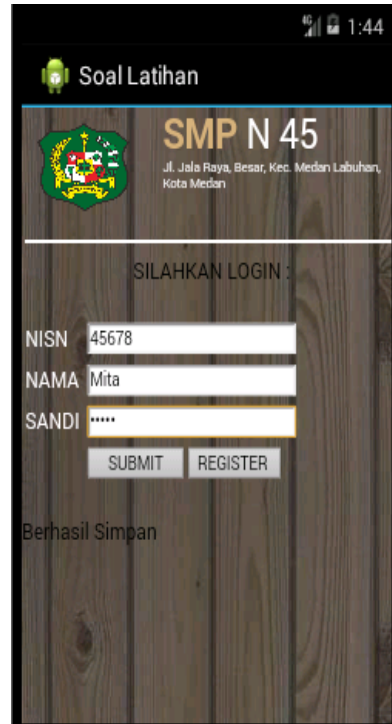 4G 1:44
Soal Latihan
SMP N 45
Jl. Jala Raya, Besar, Kec. Medan Labuhan,
Kota Medan
SILAHKAN LOGIN :
NISN 45678
NAMA Mita
SANDI •••••
SUBMIT REGISTER
Berhasil Simpan